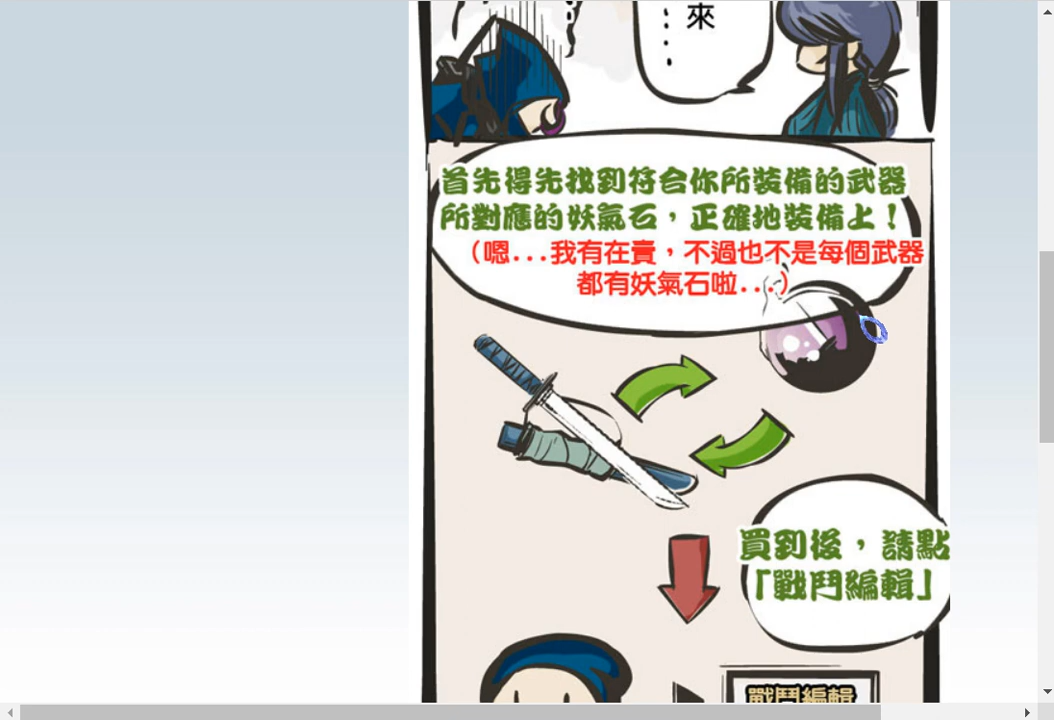 來
⋯⋯
首先得先找到符合你所裝備的武器
所對應的妖氣石，正確地裝備上！
（嗯...我有在賣，不過也不是每個武器
都有妖氣石啦...）
買到後，請點
「戰鬥編輯」
戰鬥編輯